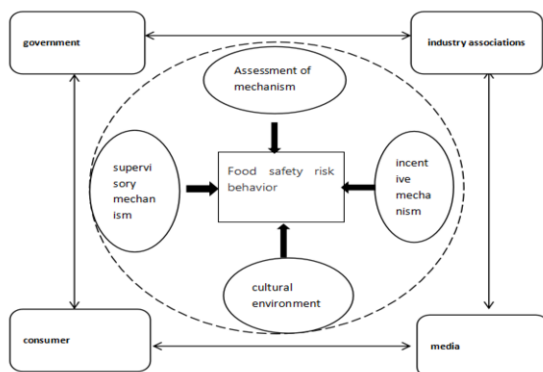 government
industry associations
Assessment of
mechanism
supervi
sory
mechan
ism
Food safety risk
behavior
incent
ive
mecha
nism
cultural
environment
consumer
media